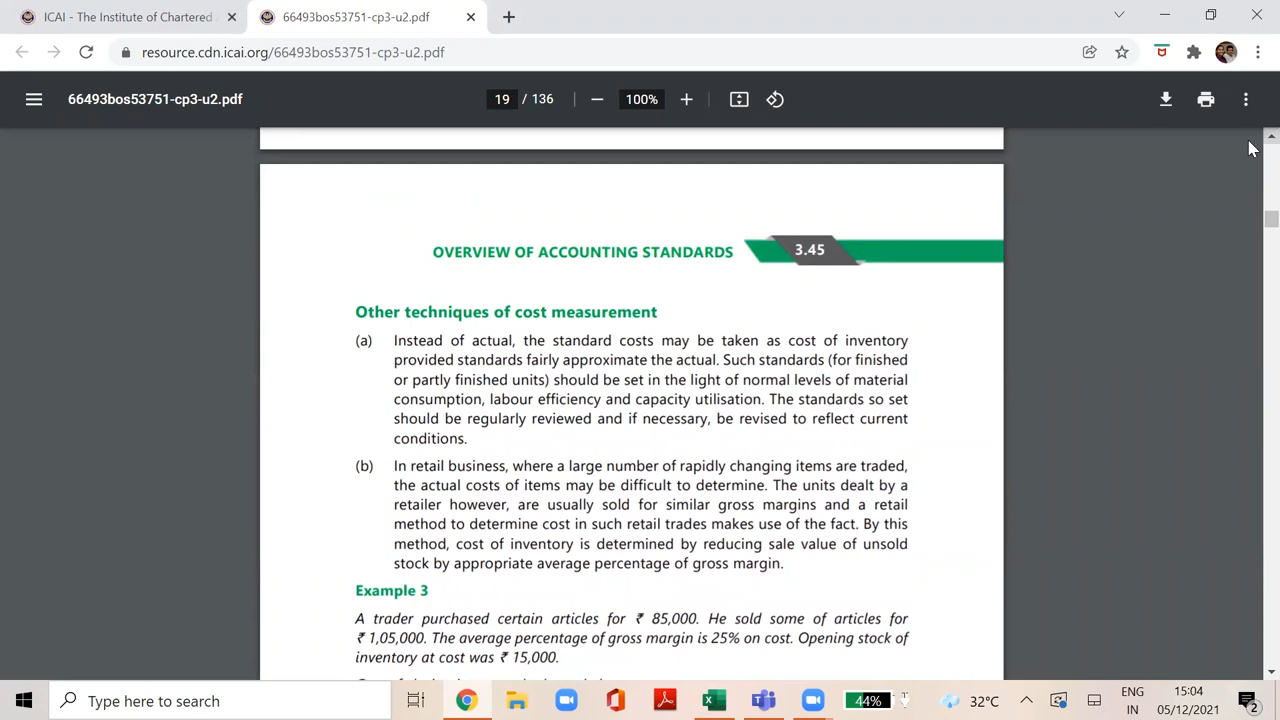 ICAI - The Institute of Chartered
66493bos53751-cp3-u2.pdf
resource.cdn.icai.org/66493bos53751-cp3-u2.pdf
66493bos53751-cp3-u2.pdf
19 / 136
100%
OVERVIEW OF ACCOUNTING STANDARDS
3.45
Other techniques of cost measurement
(a) Instead of actual, the standard costs may be taken as cost of inventory
provided standards fairly approximate the actual. Such standards (for finished
or partly finished units) should be set in the light of normal levels of material
consumption, labour efficiency and capacity utilisation. The standards so set
should be regularly reviewed and if necessary, be revised to reflect current
conditions.
(b) In retail business, where a large number of rapidly changing items are traded,
the actual costs of items may be difficult to determine. The units dealt by a
retailer however, are usually sold for similar gross margins and a retail
method to determine cost in such retail trades makes use of the fact. By this
method, cost of inventory is determined by reducing sale value of unsold
stock by appropriate average percentage of gross margin.
Example 3
A trader purchased certain articles for ₹ 85,000. He sold some of articles for
₹ 1,05,000. The average percentage of gross margin is 25% on cost. Opening stock of
inventory at cost was ₹ 15,000.
Type here to search
44%
32°C
ENG
IN
15:04
05/12/2021
2